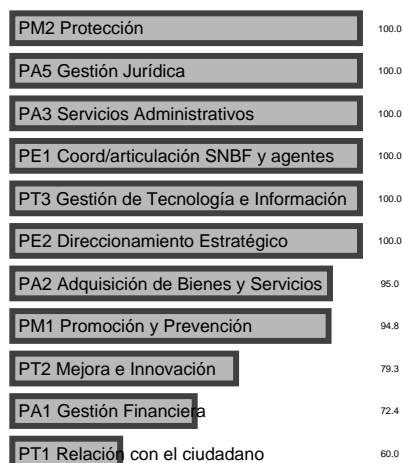 PM2 Protección 100.0
PA5 Gestión Jurídica 100.0
PA3 Servicios Administrativos 100.0
PE1 Coord/articulación SNBF y agentes 100.0
PT3 Gestión de Tecnología e Información 100.0
PE2 Direccionamiento Estratégico 100.0
PA2 Adquisición de Bienes y Servicios 95.0
PM1 Promoción y Prevención 94.8
PT2 Mejora e Innovación 79.3
PA1 Gestión Financiera 72.4
PT1 Relación con el ciudadano 60.0